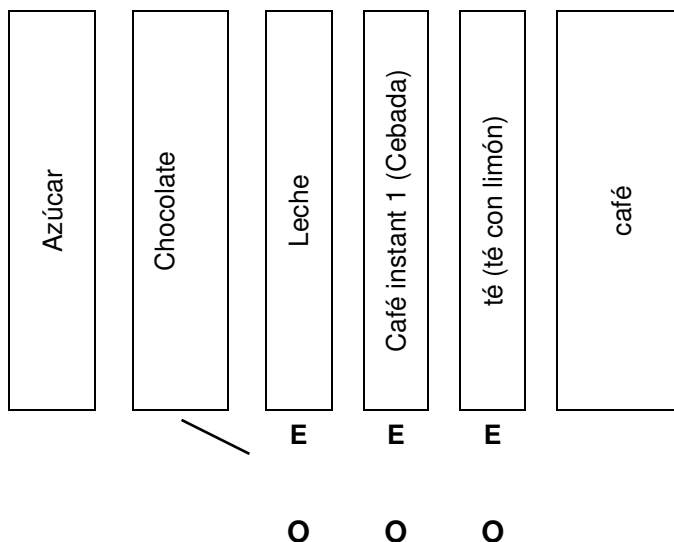 Azúcar
Chocolate
Leche
Café instant 1 (Cebada)
té (té con limón)
café
E E E
O O O